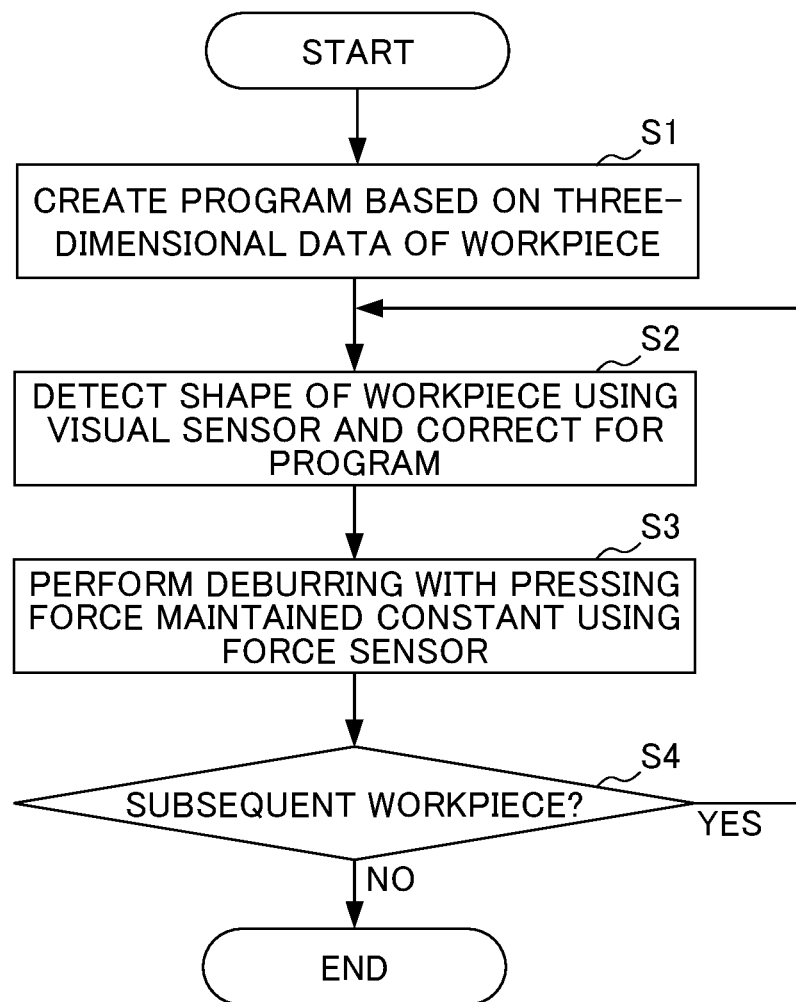 START
S1
CREATE PROGRAM BASED ON THREE-
DIMENSIONAL DATA OF WORKPIECE
S2
DETECT SHAPE OF WORKPIECE USING
VISUAL SENSOR AND CORRECT FOR
PROGRAM
S3
PERFORM DEBURRING WITH PRESSING
FORCE MAINTAINED CONSTANT USING
FORCE SENSOR
S4
SUBSEQUENT WORKPIECE?
YES
NO
END